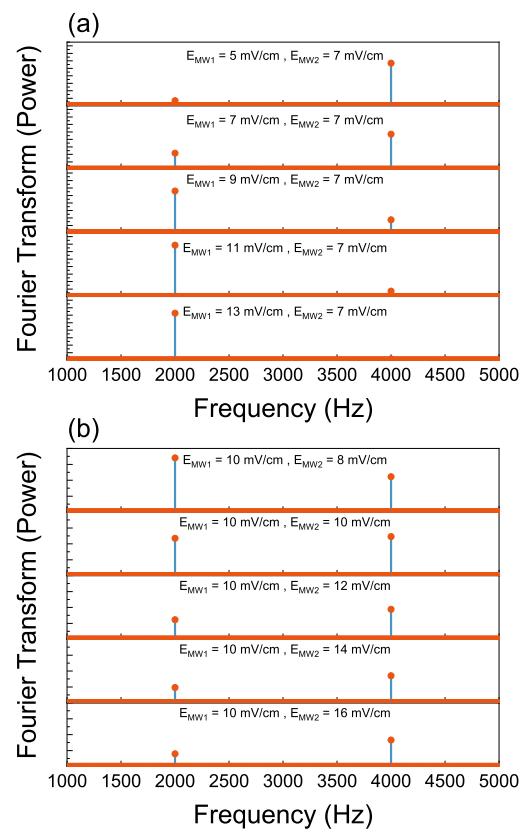 (a)
E_MW1 = 5 mV/cm , E_MW2 = 7 mV/cm
E_MW1 = 7 mV/cm , E_MW2 = 7 mV/cm
E_MW1 = 9 mV/cm , E_MW2 = 7 mV/cm
E_MW1 = 11 mV/cm , E_MW2 = 7 mV/cm
E_MW1 = 13 mV/cm , E_MW2 = 7 mV/cm
Fourier Transform (Power)
1000 1500 2000 2500 3000 3500 4000 4500 5000
Frequency (Hz)
(b)
E_MW1 = 10 mV/cm , E_MW2 = 8 mV/cm
E_MW1 = 10 mV/cm , E_MW2 = 10 mV/cm
E_MW1 = 10 mV/cm , E_MW2 = 12 mV/cm
E_MW1 = 10 mV/cm , E_MW2 = 14 mV/cm
E_MW1 = 10 mV/cm , E_MW2 = 16 mV/cm
Fourier Transform (Power)
1000 1500 2000 2500 3000 3500 4000 4500 5000
Frequency (Hz)